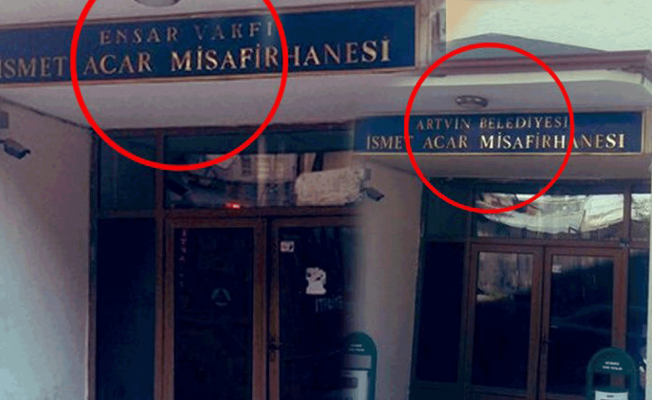 ENSAR VAKFI
İSMET ACAR MİSAFİRHANESİ
ARTVİN BELEDİYESİ
İSMET ACAR MİSAFİRHANESİ